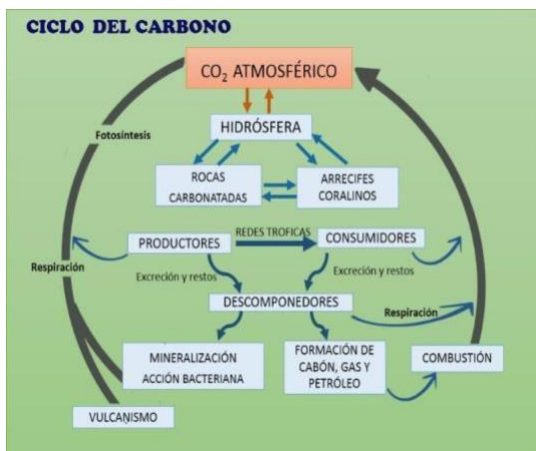 CICLO DEL CARBONO
CO₂ ATMOSFÉRICO
Fotosíntesis
HIDRÓSFERA
ROCAS
CARBONATADAS
ARRECIFES
CORALINOS
PRODUCTORES
REDES TROFICAS
CONSUMIDORES
Respiración
Excreción y restos
Excreción y restos
DESCOMPONEDORES
Respiración
MINERALIZACIÓN
ACCIÓN BACTERIANA
FORMACIÓN DE
CABÓN, GAS Y
PETRÓLEO
COMBUSTIÓN
VULCANISMO